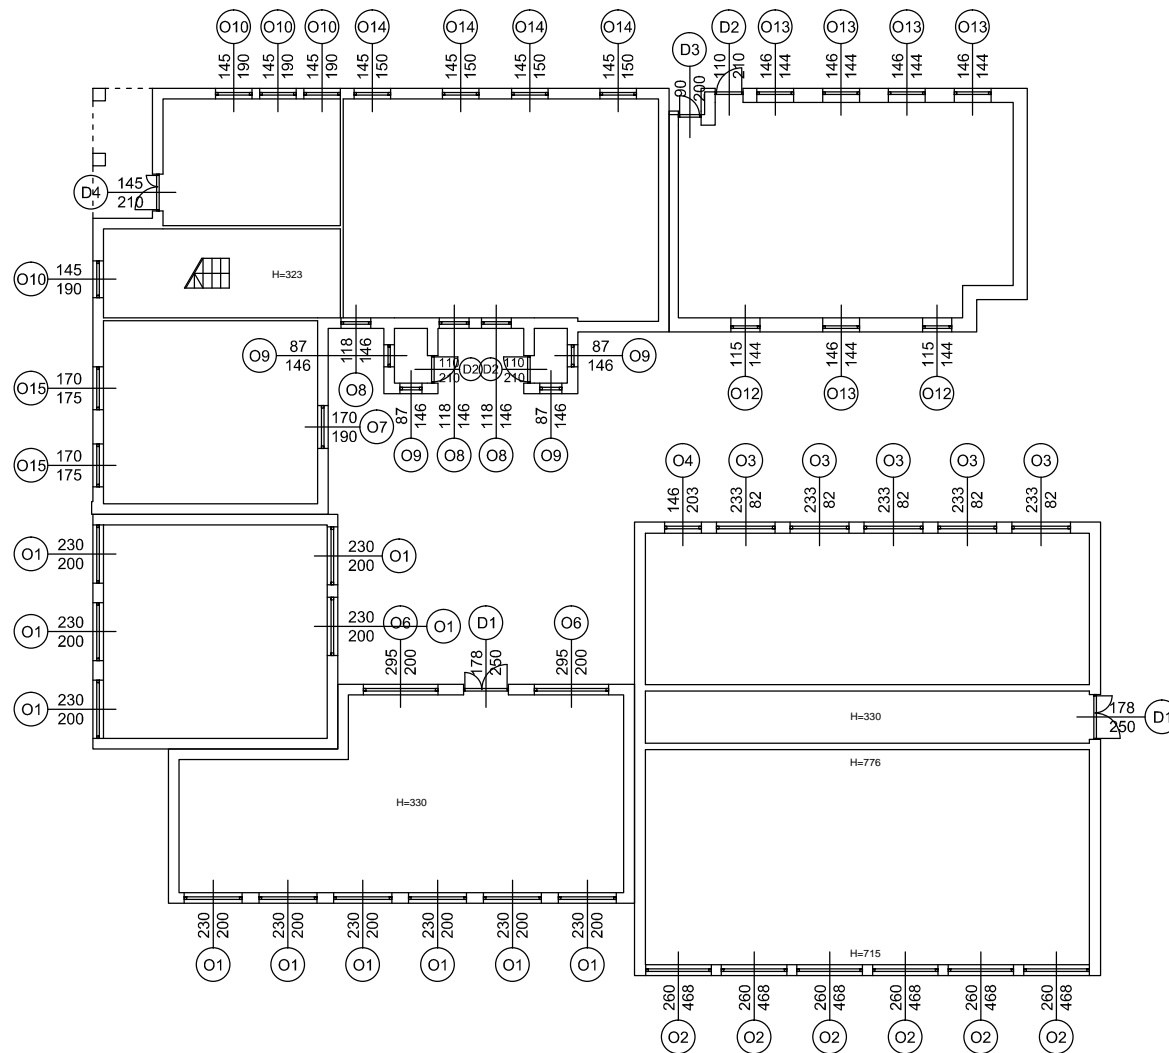 O10 O10 O10 O14 O14 O14 O14 O13 O13 O13 O13
D3 D2
145 190 145 190 145 190 145 150 145 150 145 150 145 150 90 200 110 210 146 144 146 144 146 144 146 144
D4 145
210
O10 145
190
H=323
O9 87
146
118 146
O8
110
210
D2 D2
110
210
87
146 O9
87 146 118 146 118 146 87 146
O9 O8 O8 O9
115 144 146 144 115 144
O12 O13 O12
O15 170
175
170
190 O7
O15 170
175
O4 O3 O3 O3 O3 O3
146 203 233 82 233 82 233 82 233 82 233 82
O1 230
200
230
200 O1
O1 230
200
230
200 O1
O6 D1 O6
295 200 178 250 295 200
O1 230
200
H=330
178
250 D1
H=776
H=330
H=715
230 200 230 200 230 200 230 200 230 200 230 200
O1 O1 O1 O1 O1 O1
260 468 260 468 260 468 260 468 260 468 260 468
O2 O2 O2 O2 O2 O2